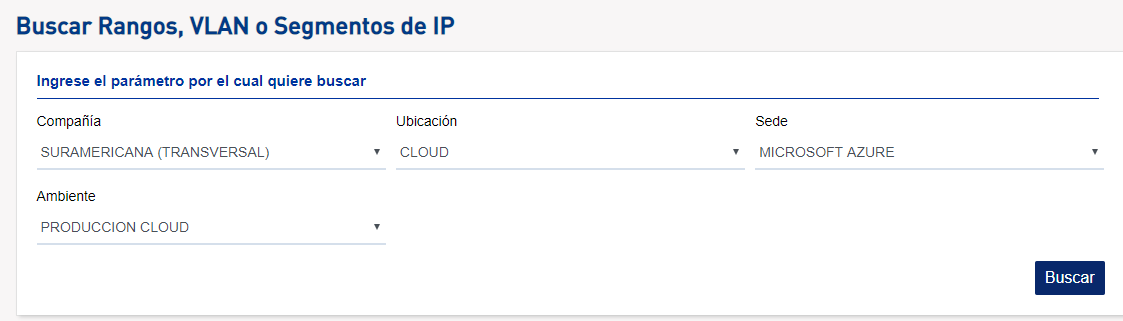 Buscar Rangos, VLAN o Segmentos de IP
Ingrese el parámetro por el cual quiere buscar
Compañía
Ubicación
Sede
SURAMERICANA (TRANSVERSAL)
CLOUD
MICROSOFT AZURE
Ambiente
PRODUCCION CLOUD
Buscar